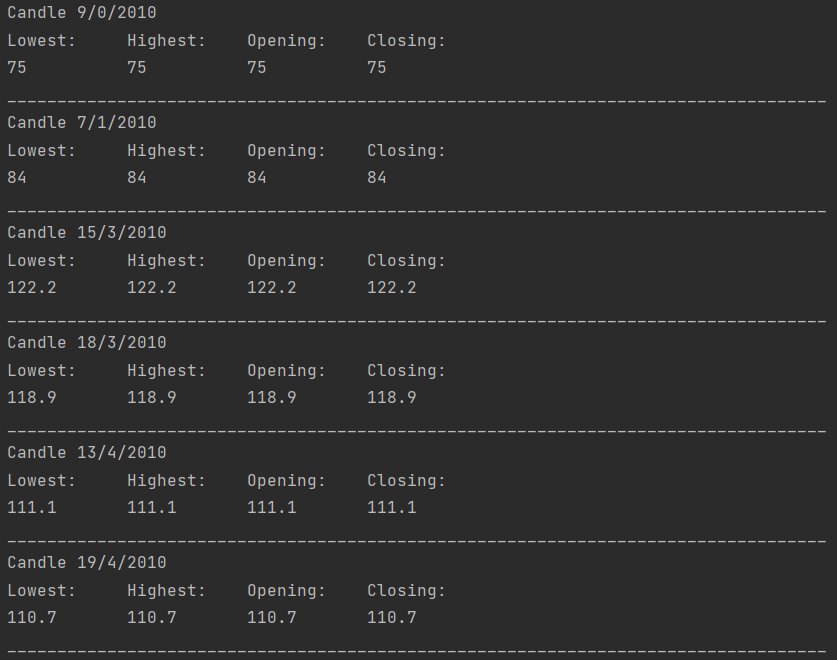 Candle 9/0/2010
Lowest: Highest: Opening: Closing:
75 75 75 75
----------------------------------------------------------------------------------
Candle 7/1/2010
Lowest: Highest: Opening: Closing:
84 84 84 84
----------------------------------------------------------------------------------
Candle 15/3/2010
Lowest: Highest: Opening: Closing:
122.2 122.2 122.2 122.2
----------------------------------------------------------------------------------
Candle 18/3/2010
Lowest: Highest: Opening: Closing:
118.9 118.9 118.9 118.9
----------------------------------------------------------------------------------
Candle 13/4/2010
Lowest: Highest: Opening: Closing:
111.1 111.1 111.1 111.1
----------------------------------------------------------------------------------
Candle 19/4/2010
Lowest: Highest: Opening: Closing:
110.7 110.7 110.7 110.7
----------------------------------------------------------------------------------